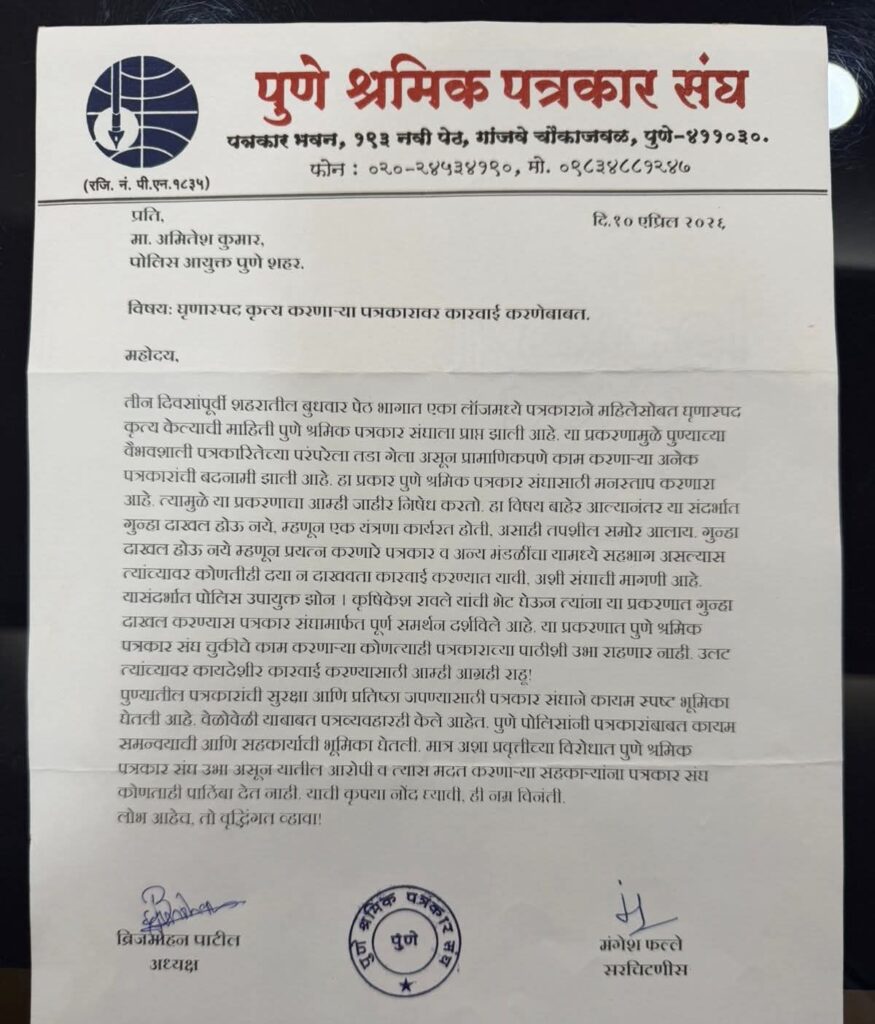 पुणे श्रमिक पत्रकार संघ
पत्रकार भवन, १९३ नवी पेठ, गांजवे चौकाजवळ, पुणे-४११०३०.
फोन : ०२०-२४५३४१९०, मो. ०९८३४८८१२४७
(रजि. नं. पी.एन.१८३५)
प्रति,
दि.१० एप्रिल २०२६
मा. अमितेश कुमार,
पोलिस आयुक्त पुणे शहर.
विषय: घृणास्पद कृत्य करणाऱ्या पत्रकारावर कारवाई करणेबाबत.
महोदय,
तीन दिवसांपूर्वी शहरातील बुधवार पेठ भागात एका लॉजमध्ये पत्रकाराने महिलेसोबत घृणास्पद
कृत्य केल्याची माहिती पुणे श्रमिक पत्रकार संघाला प्राप्त झाली आहे. या प्रकरणामुळे पुण्याच्या
वैभवशाली पत्रकारितेच्या परंपरेला तडा गेला असून प्रामाणिकपणे काम करणाऱ्या अनेक
पत्रकारांची बदनामी झाली आहे. हा प्रकार पुणे श्रमिक पत्रकार संघासाठी मनस्ताप करणारा
आहे. त्यामुळे या प्रकरणाचा आम्ही जाहीर निषेध करतो. हा विषय बाहेर आल्यानंतर या संदर्भात
गुन्हा दाखल होऊ नये, म्हणून एक यंत्रणा कार्यरत होती, असाही तपशील समोर आलाय. गुन्हा
दाखल होऊ नये म्हणून प्रयत्न करणारे पत्रकार व अन्य मंडळींचा यामध्ये सहभाग असल्यास
त्यांच्यावर कोणतीही दया न दाखवता कारवाई करण्यात यावी, अशी संघाची मागणी आहे.
यासंदर्भात पोलिस उपायुक्त झोन । कृषिकेश रावले यांची भेट घेऊन त्यांना या प्रकरणात गुन्हा
दाखल करण्यास पत्रकार संघामार्फत पूर्ण समर्थन दर्शविले आहे. या प्रकरणात पुणे श्रमिक
पत्रकार संघ चुकीचे काम करणाऱ्या कोणत्याही पत्रकाराच्या पाठीशी उभा राहणार नाही. उलट
त्यांच्यावर कायदेशीर कारवाई करण्यासाठी आम्ही आग्रही राहू!
पुण्यातील पत्रकारांची सुरक्षा आणि प्रतिष्ठा जपण्यासाठी पत्रकार संघाने कायम स्पष्ट भूमिका
घेतली आहे. वेळोवेळी याबाबत पत्रव्यवहारही केले आहेत. पुणे पोलिसांनी पत्रकारांबाबत कायम
समन्वयाची आणि सहकार्याची भूमिका घेतली. मात्र अशा प्रवृत्तीच्या विरोधात पुणे श्रमिक
पत्रकार संघ उभा असून यातील आरोपी व त्यास मदत करणाऱ्या सहकाऱ्यांना पत्रकार संघ
कोणताही पाठिंबा देत नाही. याची कृपया नोंद घ्यावी, ही नम्र विनंती.
लोभ आहेच, तो वृद्धिंगत व्हावा!
ब्रिजमोहन पाटील
अध्यक्ष
पुणे श्रमिक पत्रकार संघ
पुणे
मंगेश फल्ले
सरचिटणीस